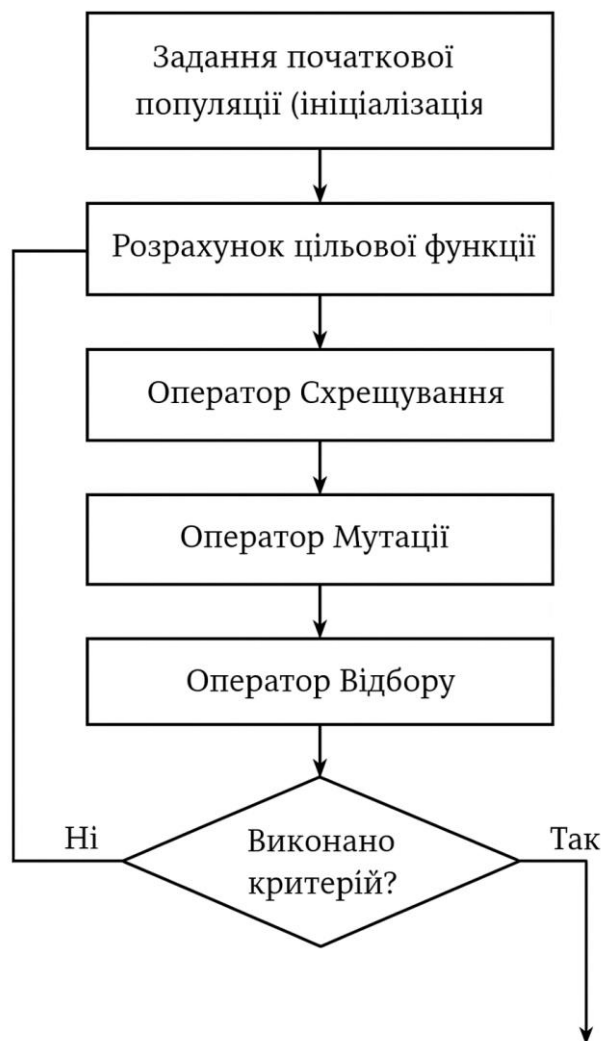 Задання початкової
популяції (ініціалізація
Розрахунок цільової функції
Оператор Схрещування
Оператор Мутації
Оператор Відбору
Ні
Виконано
критерій?
Так